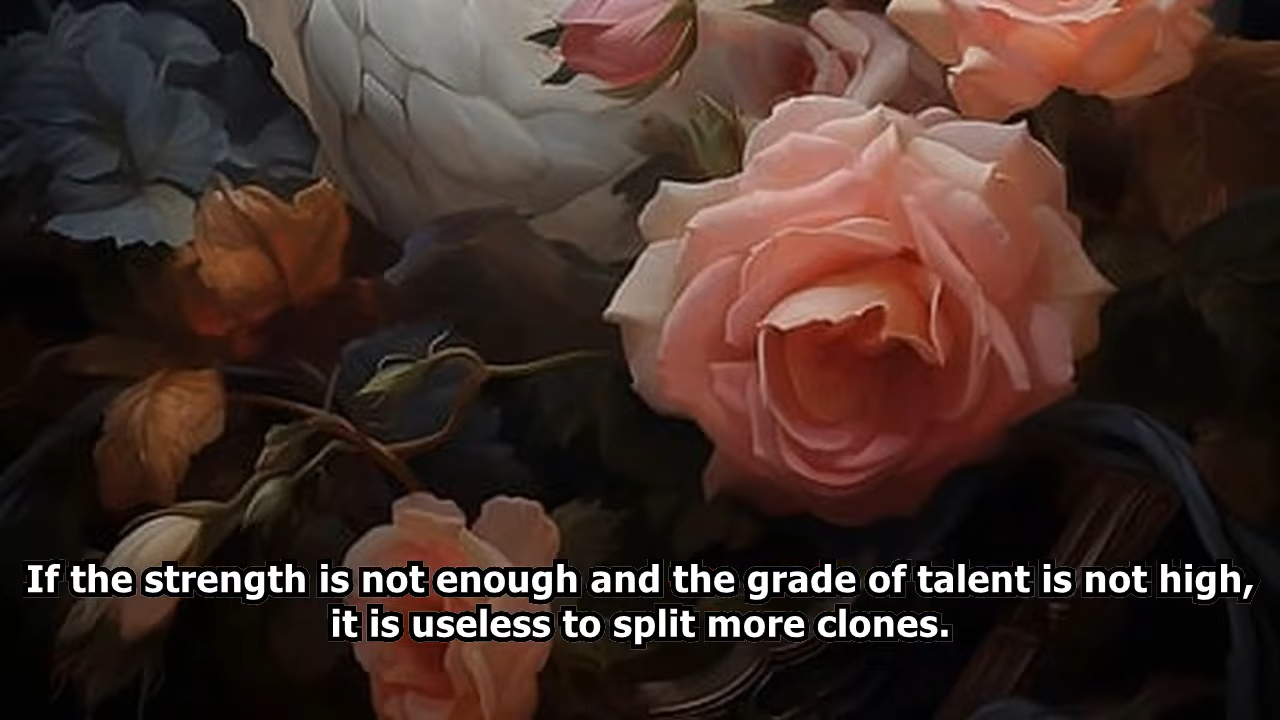 If the strength is not enough and the grade of talent is not high,
it is useless to split more clones.